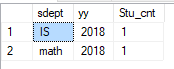 sdept yy Stu_cnt
1 IS 2018 1
2 math 2018 1